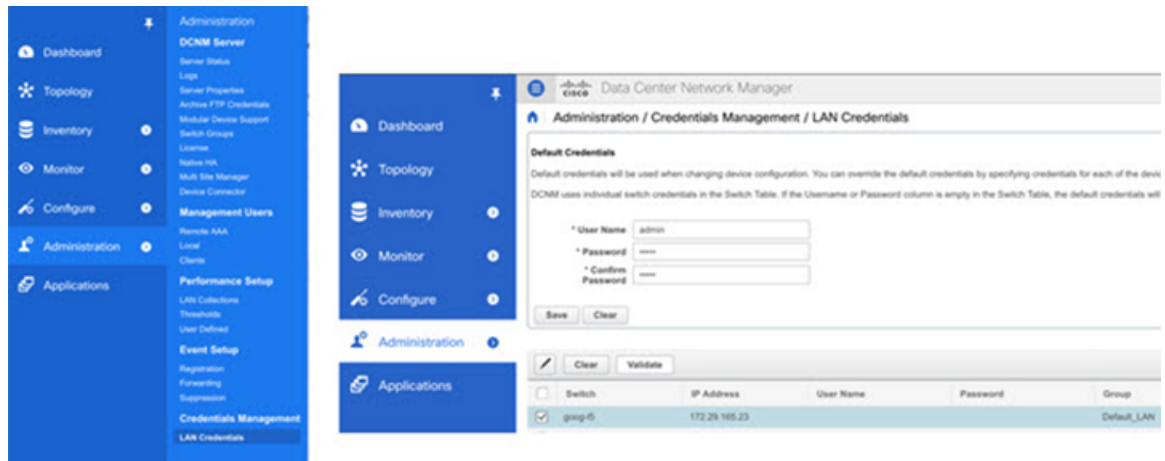 Administration
DCNM Server
Server Status
Logs
Server Properties
Archive FTP Credentials
Modular Device Support
Switch Groups
License
Native HA
Multi Site Manager
Device Connector
Management Users
Remote AAA
Local
Clients
Performance Setup
LAN Collections
Thresholds
User Defined
Event Setup
Registration
Forwarding
Suppression
Credentials Management
LAN Credentials
Dashboard
Topology
Inventory
Monitor
Configure
Administration
Applications
Dashboard
Topology
Inventory
Monitor
Configure
Administration
Applications
cisco Data Center Network Manager
Administration / Credentials Management / LAN Credentials
Default Credentials
Default credentials will be used when changing device configuration. You can override the default credentials by specifying credentials for each of the devic
DCNM uses individual switch credentials in the Switch Table. If the Username or Password column is empty in the Switch Table, the default credentials will
* User Name admin
* Password •••••
* Confirm Password •••••
Save Clear
Clear Validate
Switch IP Address User Name Password Group
goog-l5 172.29.165.23 Default_LAN